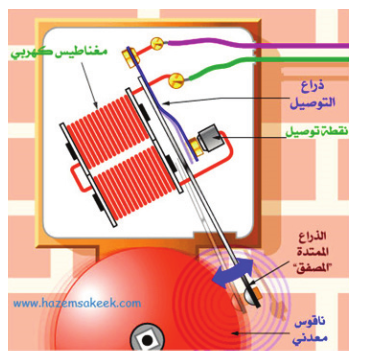 مغناطيس كهربي
ذراع
التوصيل
نقطة توصيل
الذراع
الممتدة
"المصفق"
www.hazemsakeek.com
ناقوس
معدني